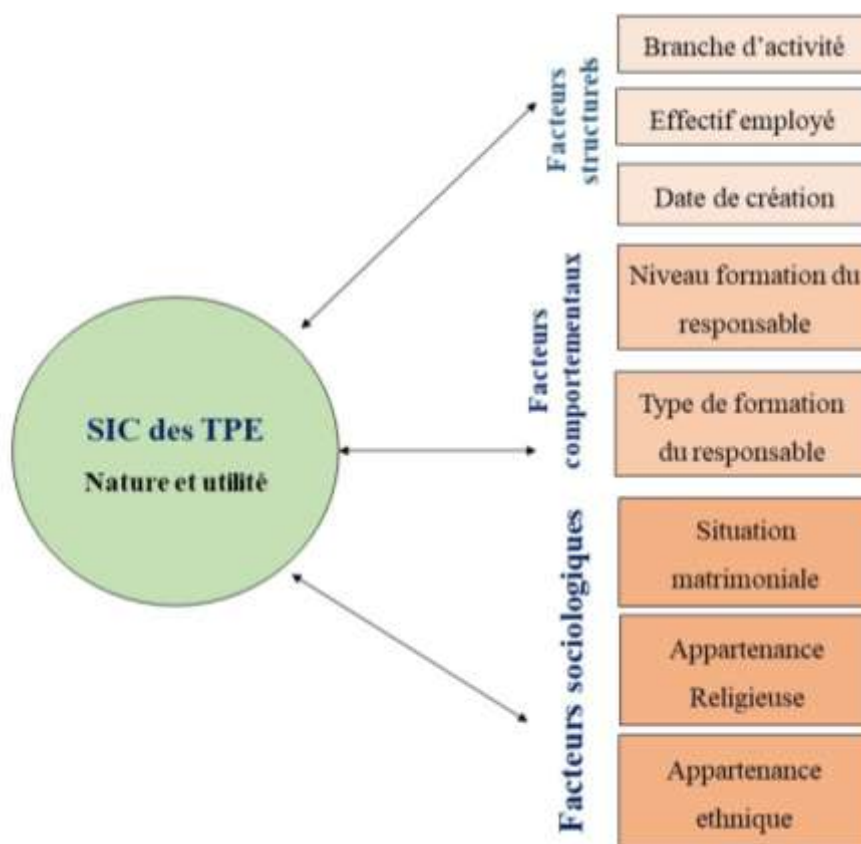 SIC des TPE
Nature et utilité
Facteurs
structurels
Branche d’activité
Effectif employé
Date de création
Facteurs
comportementaux
Niveau formation du
responsable
Type de formation
du responsable
Facteurs sociologiques
Situation
matrimoniale
Appartenance
Religieuse
Appartenance
ethnique